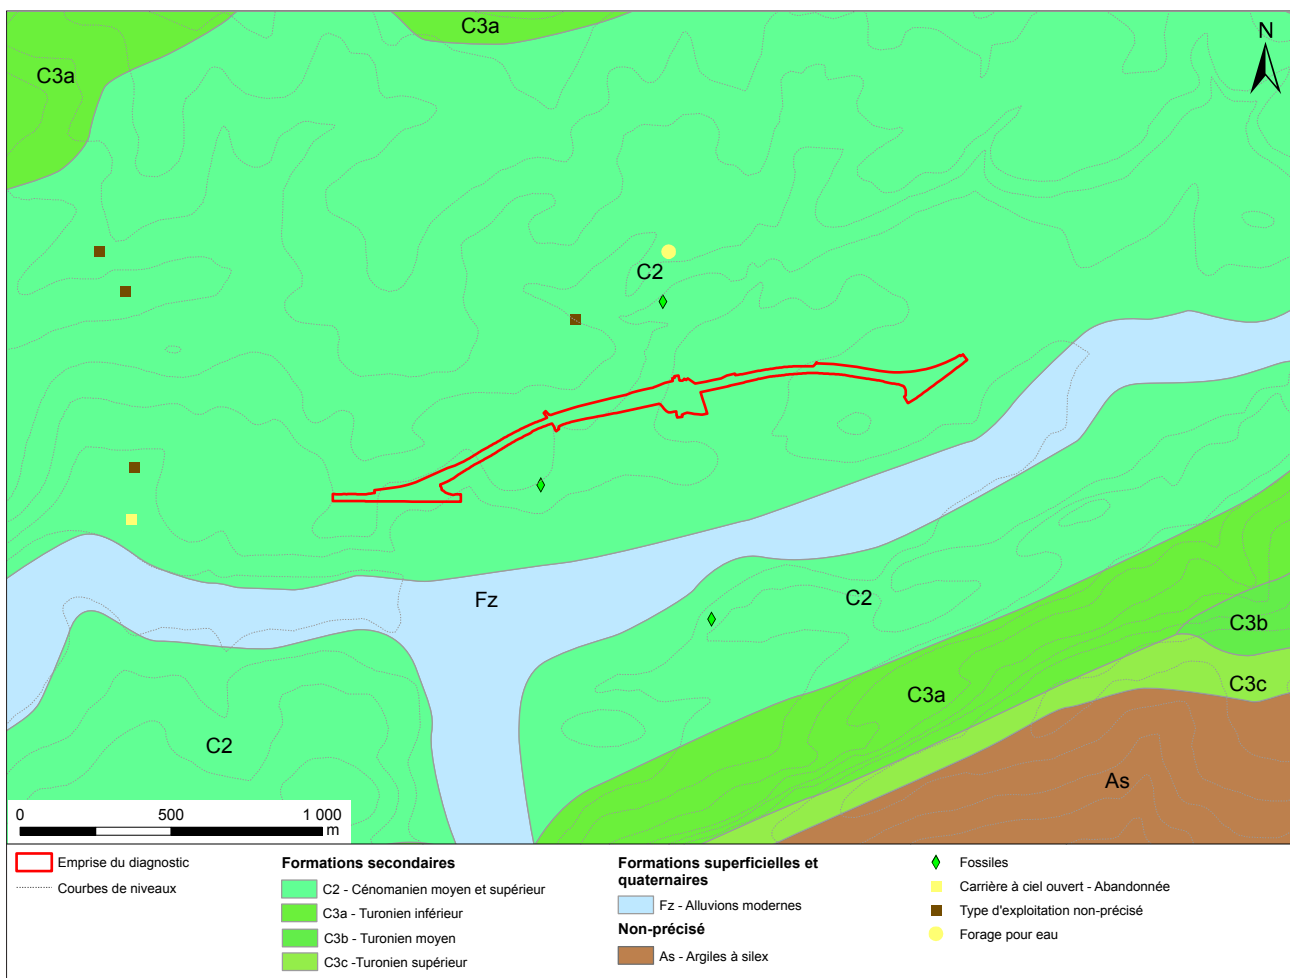 C3a
N
C3a
C2
Fz
C2
C3b
C3c
C3a
C2
As
0 500 1 000
m
Emprise du diagnostic
Courbes de niveaux
Formations secondaires
C2 - Cénomanien moyen et supérieur
C3a - Turonien inférieur
C3b - Turonien moyen
C3c -Turonien supérieur
Formations superficielles et
quaternaires
Fz - Alluvions modernes
Non-précisé
As - Argiles à silex
Fossiles
Carrière à ciel ouvert - Abandonnée
Type d'exploitation non-précisé
Forage pour eau